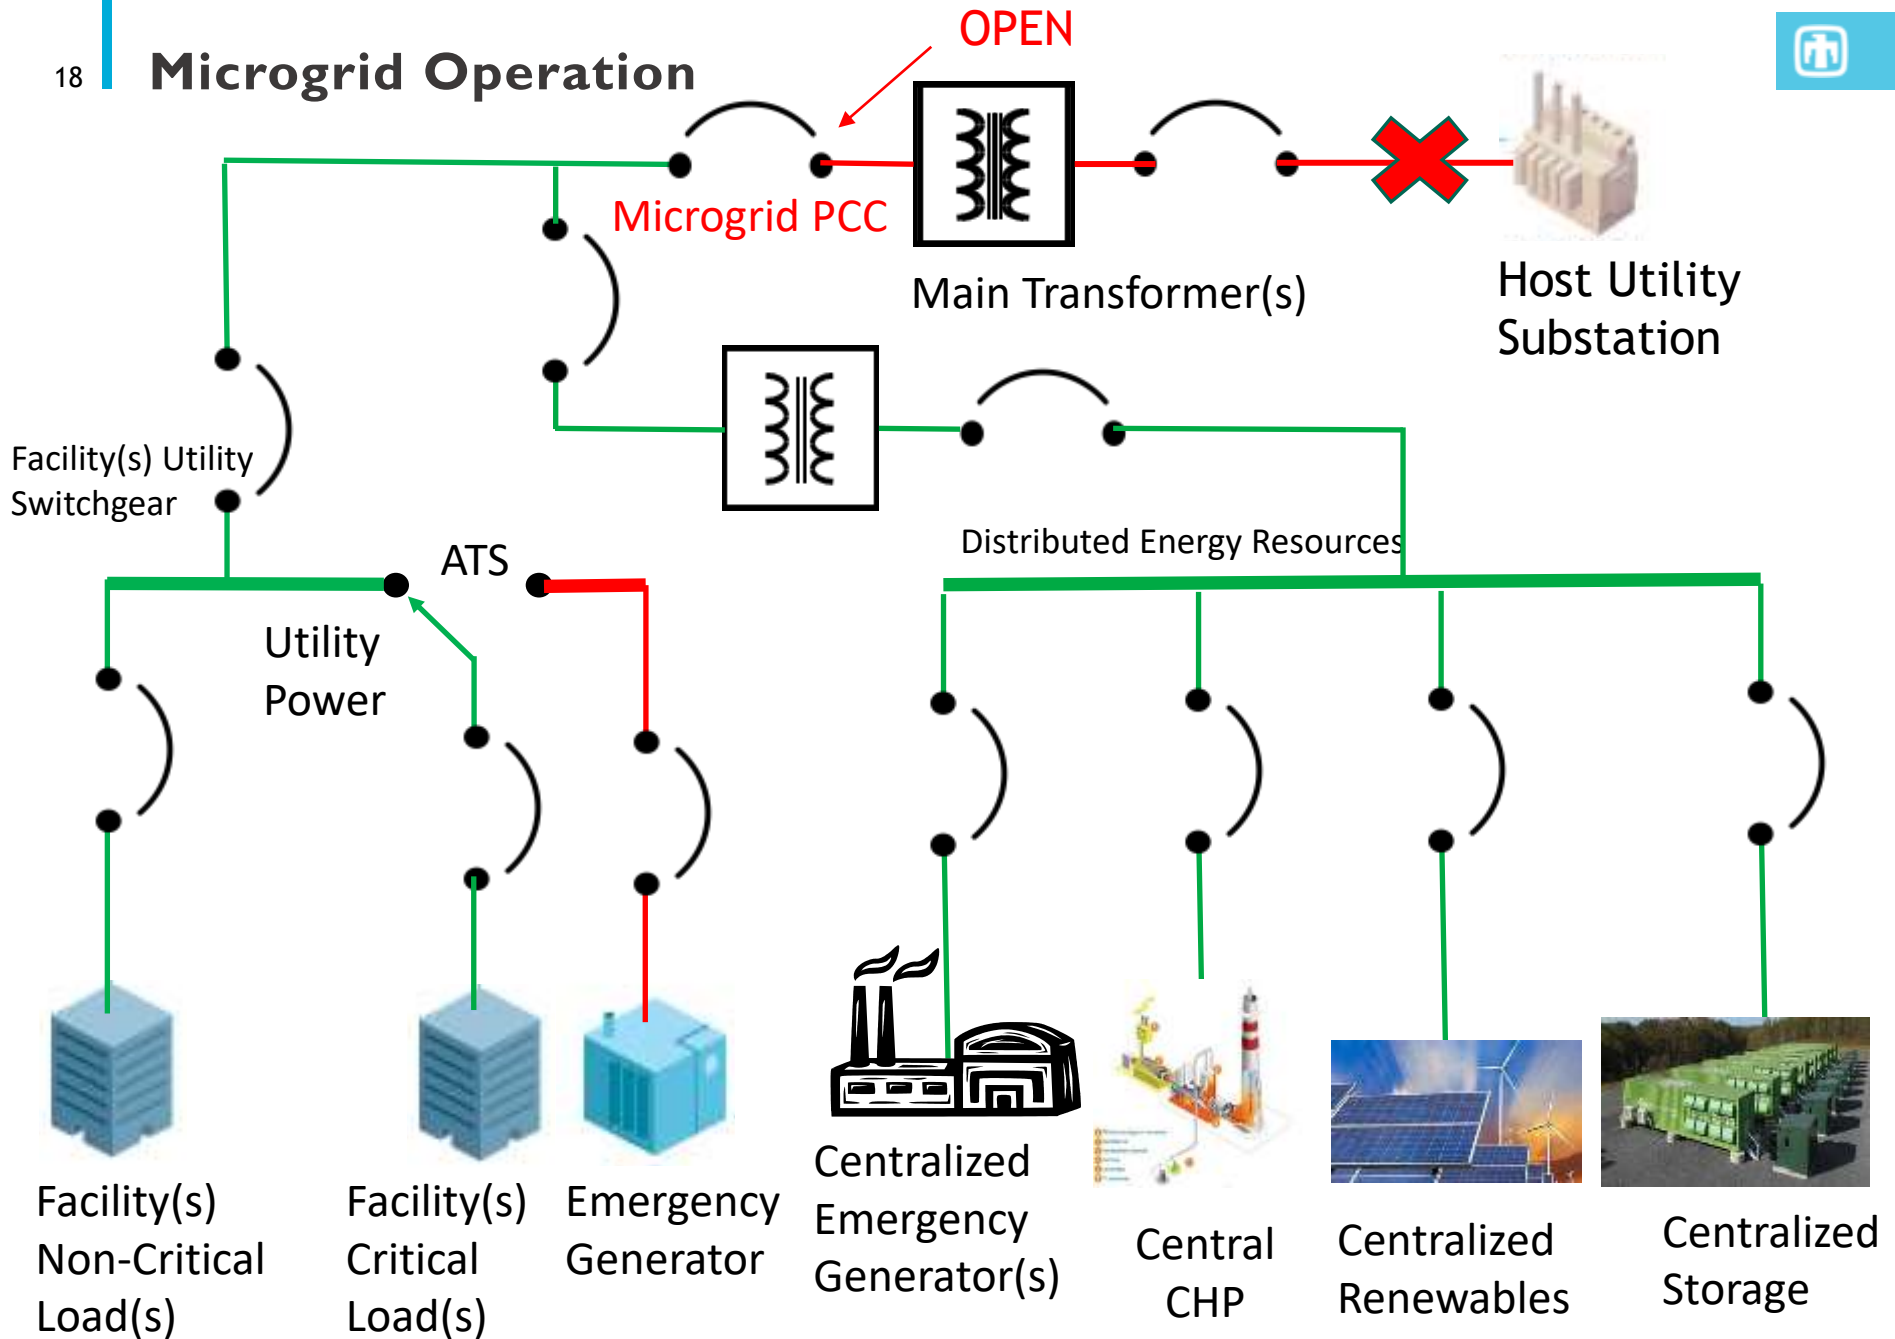 18
Microgrid Operation
OPEN
Microgrid PCC
Main Transformer(s)
Host Utility
Substation
Facility(s) Utility
Switchgear
ATS
Distributed Energy Resources
Utility
Power
Facility(s)
Non-Critical
Load(s)
Facility(s)
Critical
Load(s)
Emergency
Generator
Centralized
Emergency
Generator(s)
Central
CHP
Centralized
Renewables
Centralized
Storage